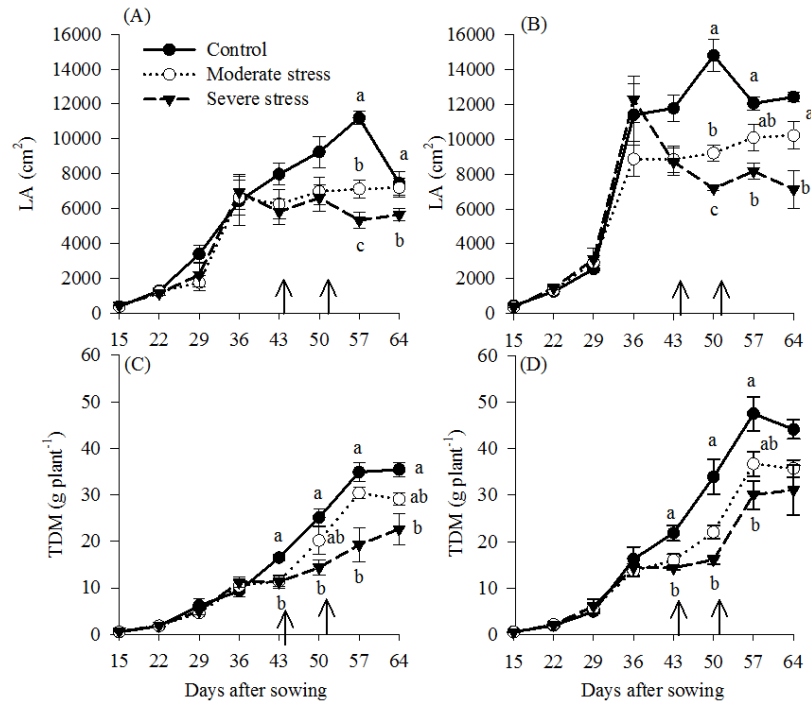 (A)
(B)
16000
14000
12000
10000
8000
6000
4000
2000
0
LA (cm²)
Control
Moderate stress
Severe stress
a
b
c
a
b
15 22 29 36 43 50 57 64
16000
14000
12000
10000
8000
6000
4000
2000
0
LA (cm²)
a
b
c
a
ab
b
a
b
15 22 29 36 43 50 57 64
(C)
(D)
60
50
40
30
20
10
0
TDM (g plant⁻¹)
a
b
a
ab
b
a
b
a
ab
b
15 22 29 36 43 50 57 64
Days after sowing
60
50
40
30
20
10
0
TDM (g plant⁻¹)
a
b
a
b
b
a
ab
b
15 22 29 36 43 50 57 64
Days after sowing